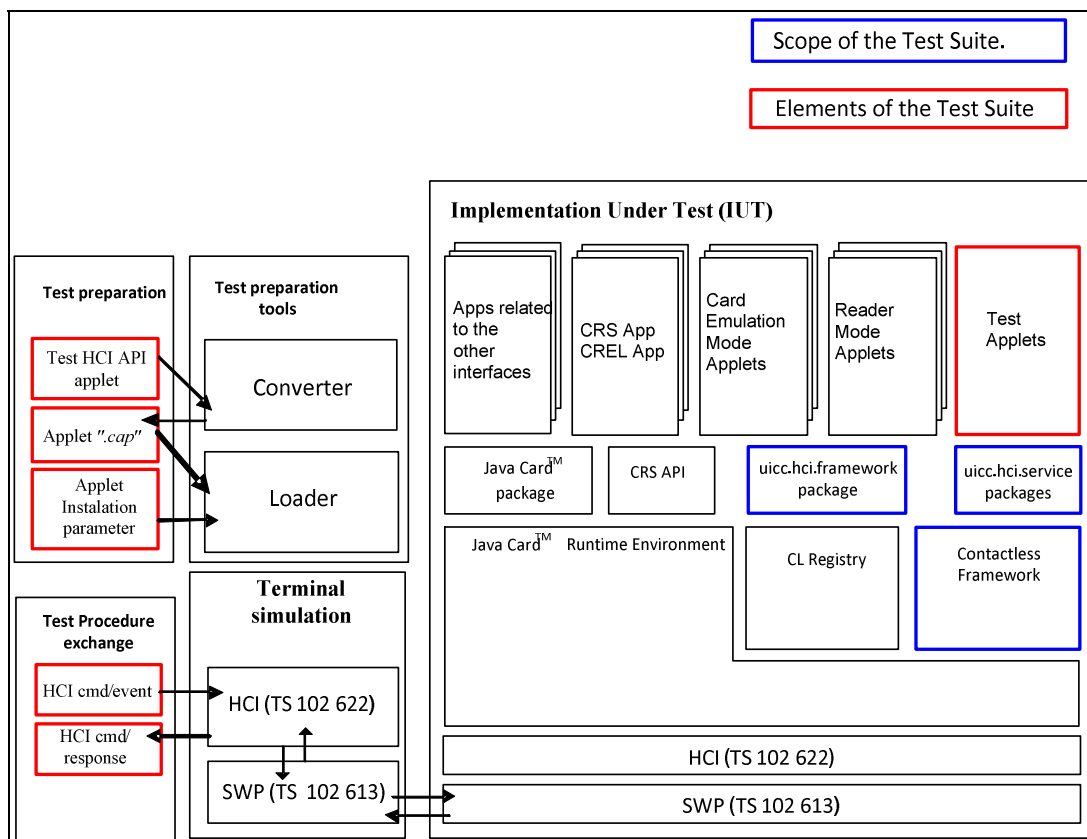 Scope of the Test Suite.
Elements of the Test Suite
Implementation Under Test (IUT)
Test preparation
Test HCI API
applet
Applet ".cap"
Applet
Instalation
parameter
Test preparation
tools
Converter
Loader
Apps related
to the
other
interfaces
CRS App
CREL App
Card
Emulation
Mode
Applets
Reader
Mode
Applets
Test
Applets
Java Card™
package
CRS API
uicc.hci.framework
package
uicc.hci.service
packages
Java Card™ Runtime Environment
CL Registry
Contactless
Framework
Test Procedure
exchange
HCI cmd/event
HCI cmd/
response
Terminal
simulation
HCI (TS 102 622)
SWP (TS 102 613)
HCI (TS 102 622)
SWP (TS 102 613)